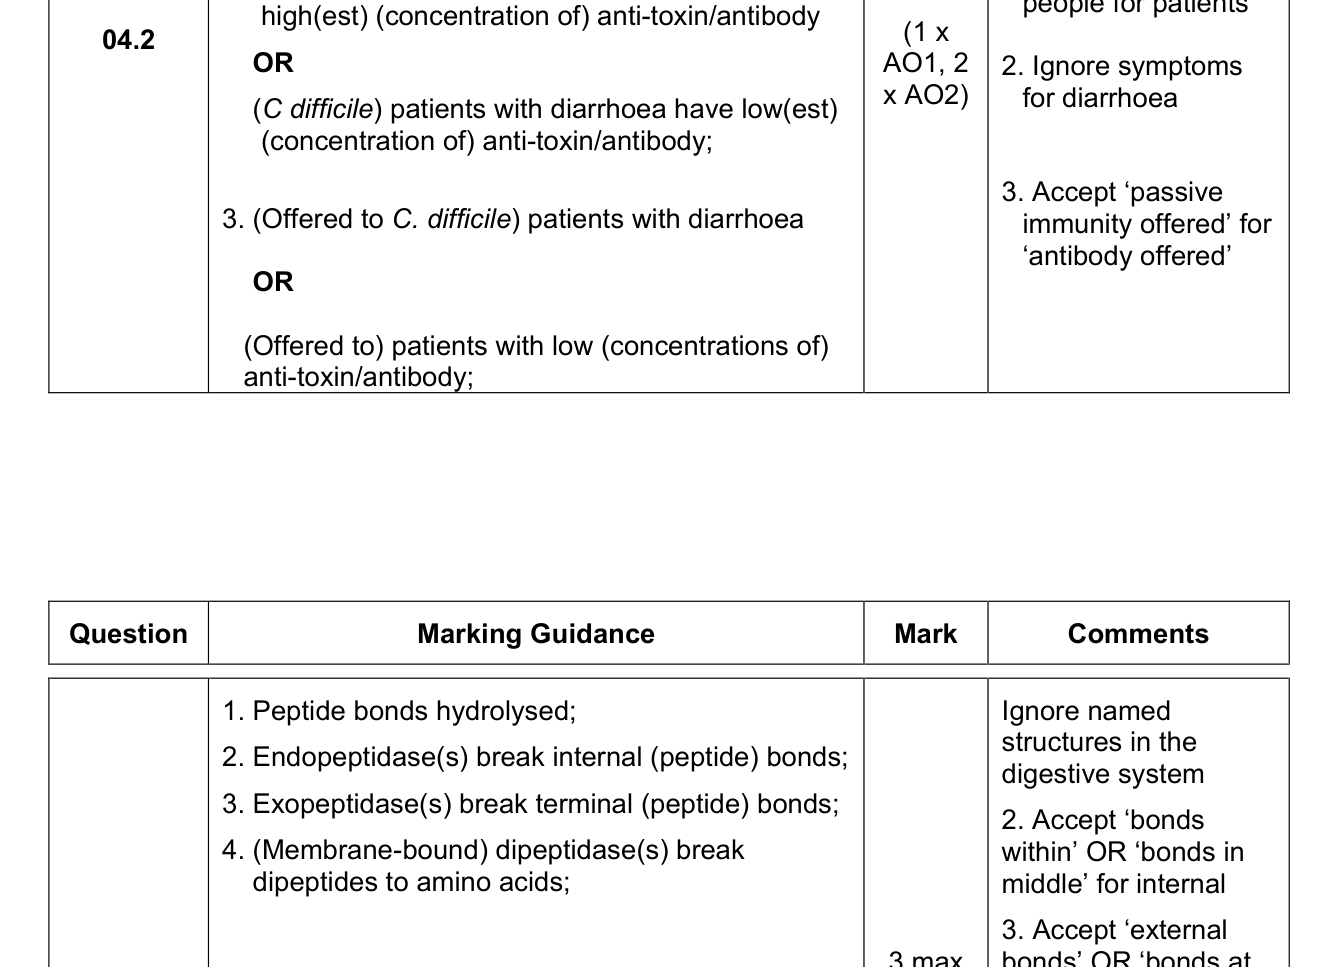 high(est) (concentration of) anti-toxin/antibody
OR
(C difficile) patients with diarrhoea have low(est)
(concentration of) anti-toxin/antibody;
3. (Offered to C. difficile) patients with diarrhoea
OR
(Offered to) patients with low (concentrations of)
anti-toxin/antibody;
04.2
(1 x
AO1, 2
x AO2)
people for patients
2. Ignore symptoms
for diarrhoea
3. Accept ‘passive
immunity offered’ for
‘antibody offered’
Question
Marking Guidance
Mark
Comments
1. Peptide bonds hydrolysed;
2. Endopeptidase(s) break internal (peptide) bonds;
3. Exopeptidase(s) break terminal (peptide) bonds;
4. (Membrane-bound) dipeptidase(s) break
dipeptides to amino acids;
3 max
Ignore named
structures in the
digestive system
2. Accept ‘bonds
within’ OR ‘bonds in
middle’ for internal
3. Accept ‘external
bonds’ OR ‘bonds at